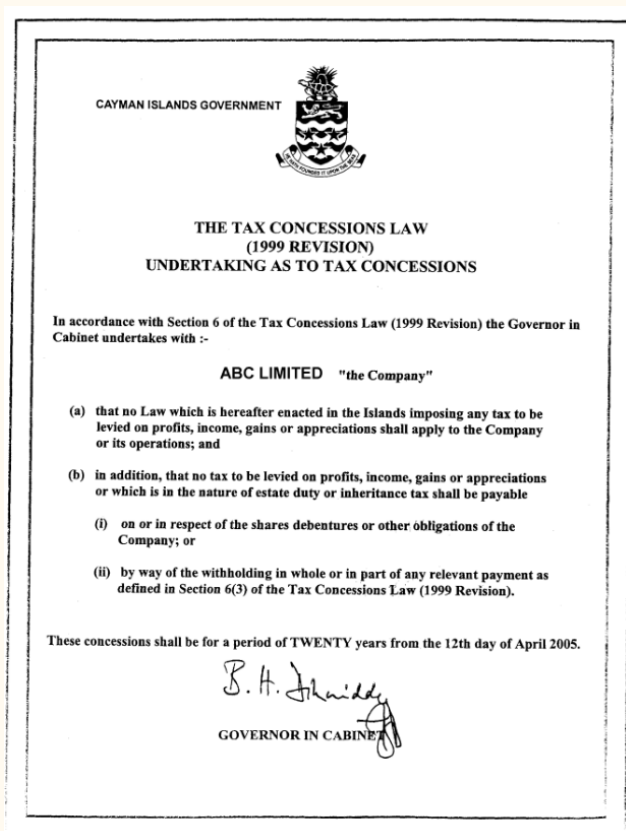 CAYMAN ISLANDS GOVERNMENT
HE HATH FOUNDED IT UPON THE SEAS
THE TAX CONCESSIONS LAW
(1999 REVISION)
UNDERTAKING AS TO TAX CONCESSIONS
In accordance with Section 6 of the Tax Concessions Law (1999 Revision) the Governor in
Cabinet undertakes with :-
ABC LIMITED "the Company"
(a) that no Law which is hereafter enacted in the Islands imposing any tax to be
levied on profits, income, gains or appreciations shall apply to the Company
or its operations; and
(b) in addition, that no tax to be levied on profits, income, gains or appreciations
or which is in the nature of estate duty or inheritance tax shall be payable
(i) on or in respect of the shares debentures or other obligations of the
Company; or
(ii) by way of the withholding in whole or in part of any relevant payment as
defined in Section 6(3) of the Tax Concessions Law (1999 Revision).
These concessions shall be for a period of TWENTY years from the 12th day of April 2005.
B. H.
GOVERNOR IN CABINET